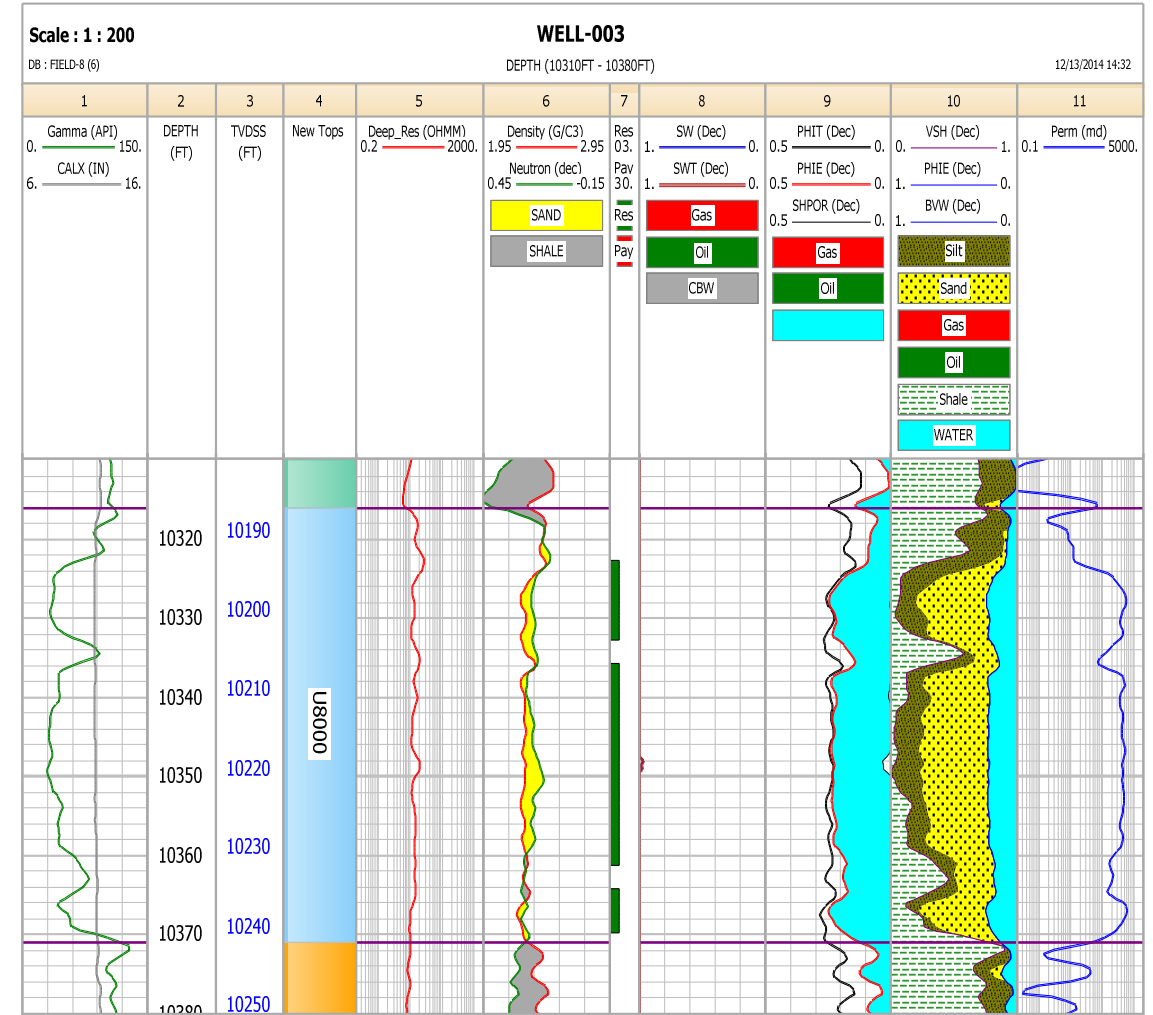 Scale : 1 : 200
WELL-003
DB : FIELD-8 (6)
DEPTH (10310FT - 10380FT)
12/13/2014 14:32
1 2 3 4 5 6 7 8 9 10 11
Gamma (API)
0. 150.
CALX (IN)
6. 16.
DEPTH
(FT)
TVDSS
(FT)
New Tops
Deep_Res (OHMM)
0.2 2000.
Density (G/C3)
1.95 2.95
Neutron (dec)
0.45 -0.15
SAND
SHALE
Res
03.
Pay
30.
Res
Pay
SW (Dec)
1. 0.
SWT (Dec)
1. 0.
Gas
Oil
CBW
PHIT (Dec)
0.5 0.
PHIE (Dec)
0.5 0.
SHPOR (Dec)
0.5 0.
Gas
Oil
VSH (Dec)
0. 1.
PHIE (Dec)
1. 0.
BVW (Dec)
1. 0.
Silt
Sand
Gas
Oil
Shale
WATER
Perm (md)
0.1 5000.
10320
10330
10340
10350
10360
10370
10380
10190
10200
10210
10220
10230
10240
10250
U8000